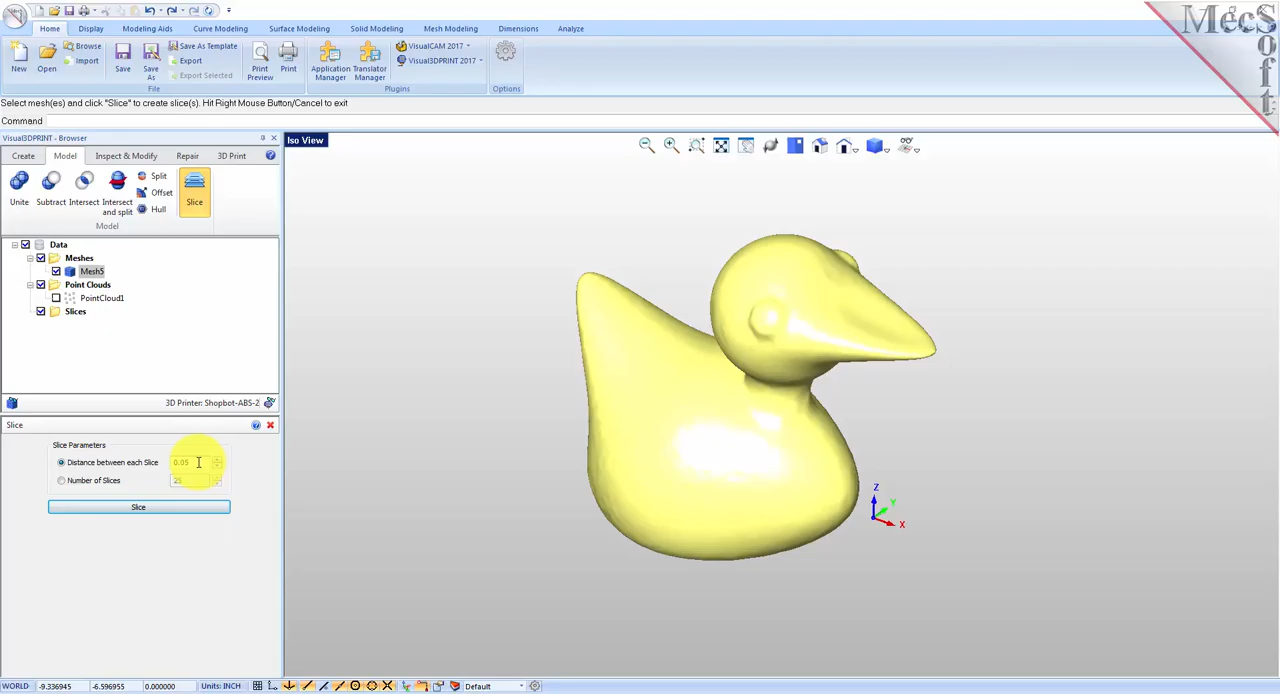 MecSoft
Home Display Modeling Aids Curve Modeling Surface Modeling Solid Modeling Mesh Modeling Dimensions Analyze
New Open Browse Import Save Save As Save As Template Export Export Selected Print Preview Print Application Manager Translator Manager VisualCAM 2017 Visual3DPRINT 2017
File Plugins Options
Select mesh(es) and click "Slice" to create slice(s). Hit Right Mouse Button/Cancel to exit
Command
Visual3DPRINT - Browser
Iso View
Create Model Inspect & Modify Repair 3D Print
Unite Subtract Intersect Intersect and split Split Offset Hull Slice
Model
Data
Meshes
Mesh5
Point Clouds
PointCloud1
Slices
3D Printer: Shopbot-ABS-2
Slice
Slice Parameters
Distance between each Slice 0.05
Number of Slices 25
Slice
Z
Y
X
WORLD -9.336945 -6.596955 0.000000 Units: INCH Default